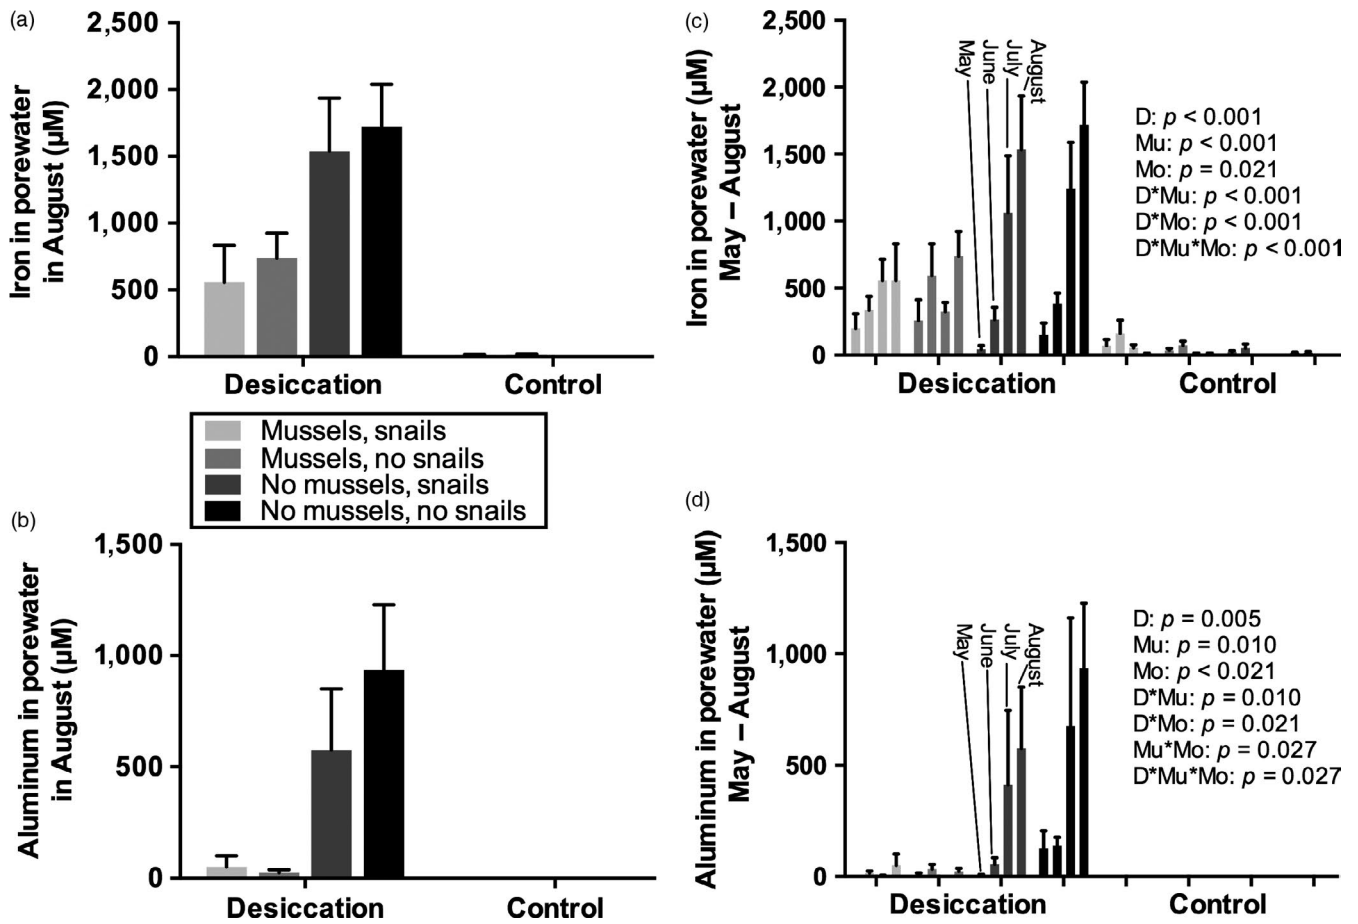 (a)
Iron in porewater
in August (µM)
2,500
2,000
1,500
1,000
500
0
Desiccation
Control
Mussels, snails
Mussels, no snails
No mussels, snails
No mussels, no snails
(b)
Aluminum in porewater
in August (µM)
1,500
1,000
500
0
Desiccation
Control
(c)
Iron in porewater (µM)
May – August
2,500
2,000
1,500
1,000
500
0
May
June
July
August
D: p < 0.001
Mu: p < 0.001
Mo: p = 0.021
D*Mu: p < 0.001
D*Mo: p < 0.001
D*Mu*Mo: p < 0.001
Desiccation
Control
(d)
Aluminum in porewater (µM)
May – August
1,500
1,000
500
0
May
June
July
August
D: p = 0.005
Mu: p = 0.010
Mo: p < 0.021
D*Mu: p = 0.010
D*Mo: p = 0.021
Mu*Mo: p = 0.027
D*Mu*Mo: p = 0.027
Desiccation
Control